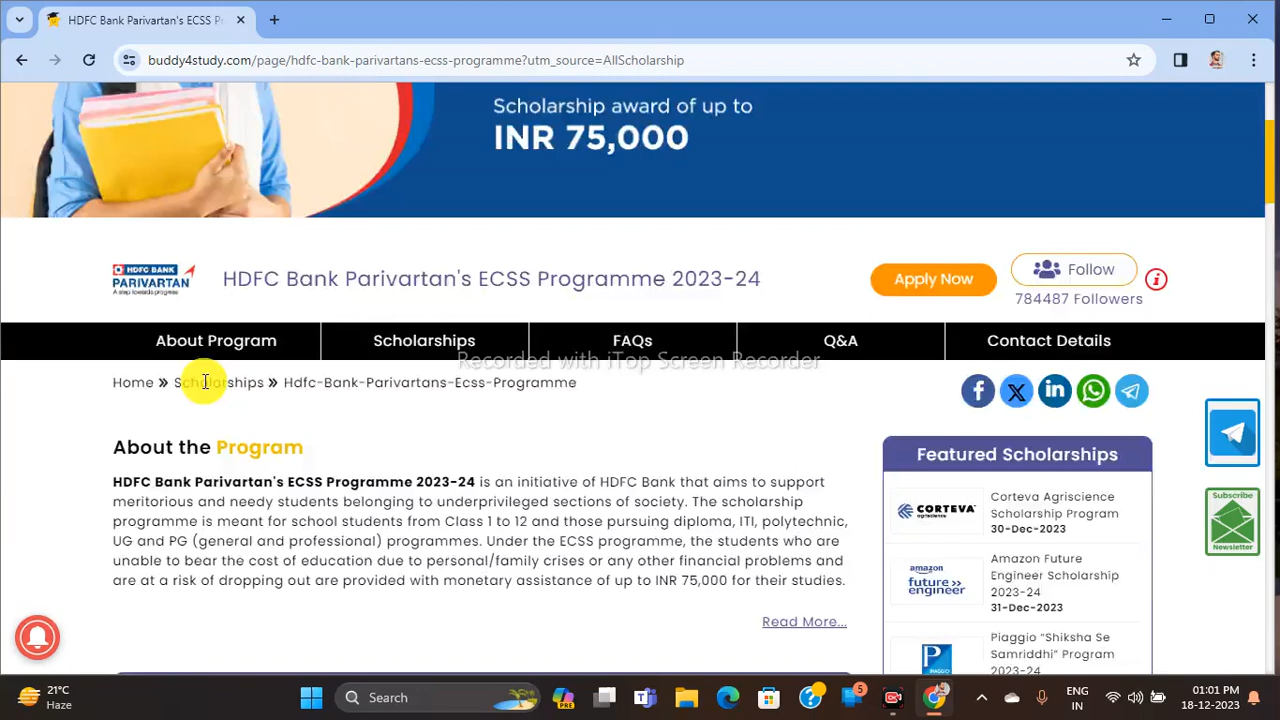 HDFC Bank Parivartan's ECSS P
buddy4study.com/page/hdfc-bank-parivartans-ecss-programme?utm_source=AllScholarship
Scholarship award of up to
INR 75,000
HDFC BANK
PARIVARTAN
A step towards progress
HDFC Bank Parivartan's ECSS Programme 2023-24
Apply Now
Follow
784487 Followers
About Program
Scholarships
FAQs
Q&A
Contact Details
Recorded with iTop Screen Recorder
Home » Scholarships » Hdfc-Bank-Parivartans-Ecss-Programme
About the Program
HDFC Bank Parivartan's ECSS Programme 2023-24 is an initiative of HDFC Bank that aims to support
meritorious and needy students belonging to underprivileged sections of society. The scholarship
programme is meant for school students from Class 1 to 12 and those pursuing diploma, ITI, polytechnic,
UG and PG (general and professional) programmes. Under the ECSS programme, the students who are
unable to bear the cost of education due to personal/family crises or any other financial problems and
are at a risk of dropping out are provided with monetary assistance of up to INR 75,000 for their studies.
Read More...
Featured Scholarships
CORTEVA
agriscience
Corteva Agriscience
Scholarship Program
30-Dec-2023
amazon
future
engineer
Amazon Future
Engineer Scholarship
2023-24
31-Dec-2023
PIAGGIO
Piaggio "Shiksha Se
Samriddhi" Program
2023-24
Subscribe
Newsletter
21°C
Haze
Search
PRE
5
ENG
IN
01:01 PM
18-12-2023